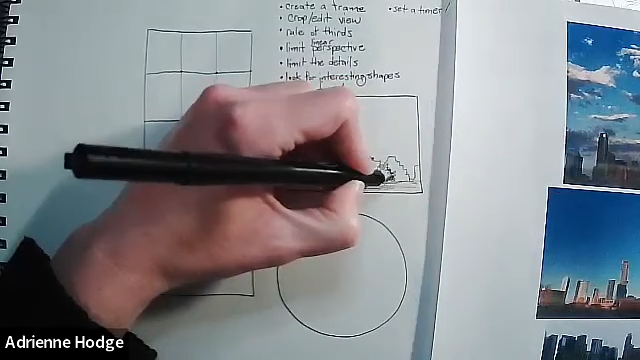 • create a frame
• set a timer!
• crop/edit view
• rule of thirds
linear
• limit perspective
• limit the details
• look for interesting shapes
Adrienne Hodge